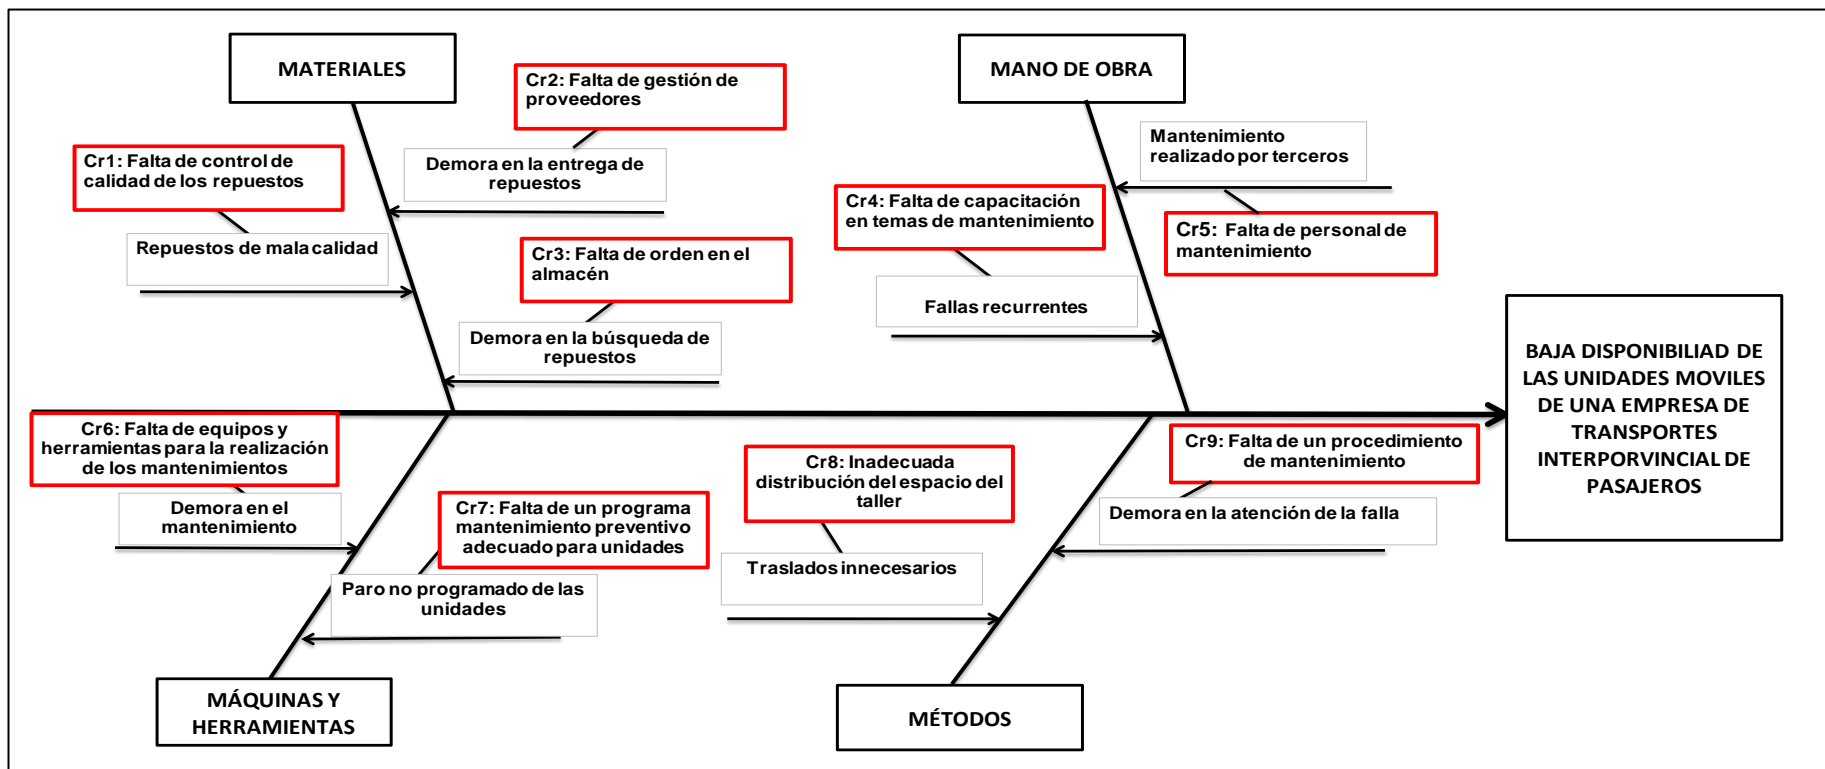 MATERIALES
Cr2: Falta de gestión de
proveedores
MANO DE OBRA
Cr1: Falta de control de
calidad de los repuestos
Demora en la entrega de
repuestos
Mantenimiento
realizado por terceros
Cr4: Falta de capacitación
en temas de mantenimiento
Cr5: Falta de personal de
mantenimiento
Repuestos de mala calidad
Cr3: Falta de orden en el
almacén
Fallas recurrentes
Demora en la búsqueda de
repuestos
BAJA DISPONIBILIAD DE
LAS UNIDADES MOVILES
DE UNA EMPRESA DE
TRANSPORTES
INTERPORVINCIAL DE
PASAJEROS
Cr6: Falta de equipos y
herramientas para la realización
de los mantenimientos
Demora en el
mantenimiento
Cr7: Falta de un programa
mantenimiento preventivo
adecuado para unidades
Paro no programado de las
unidades
Cr8: Inadecuada
distribución del espacio del
taller
Traslados innecesarios
Cr9: Falta de un procedimiento
de mantenimiento
Demora en la atención de la falla
MÁQUINAS Y
HERRAMIENTAS
MÉTODOS